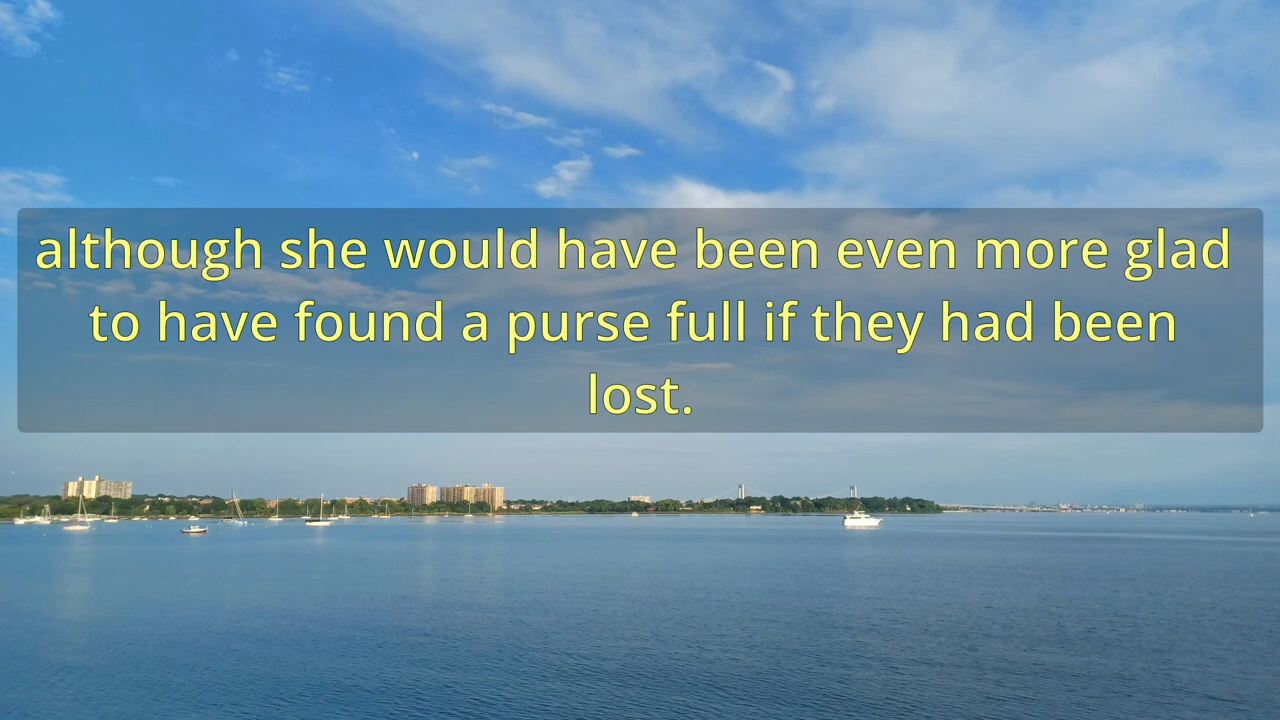 although she would have been even more glad
to have found a purse full if they had been
lost.